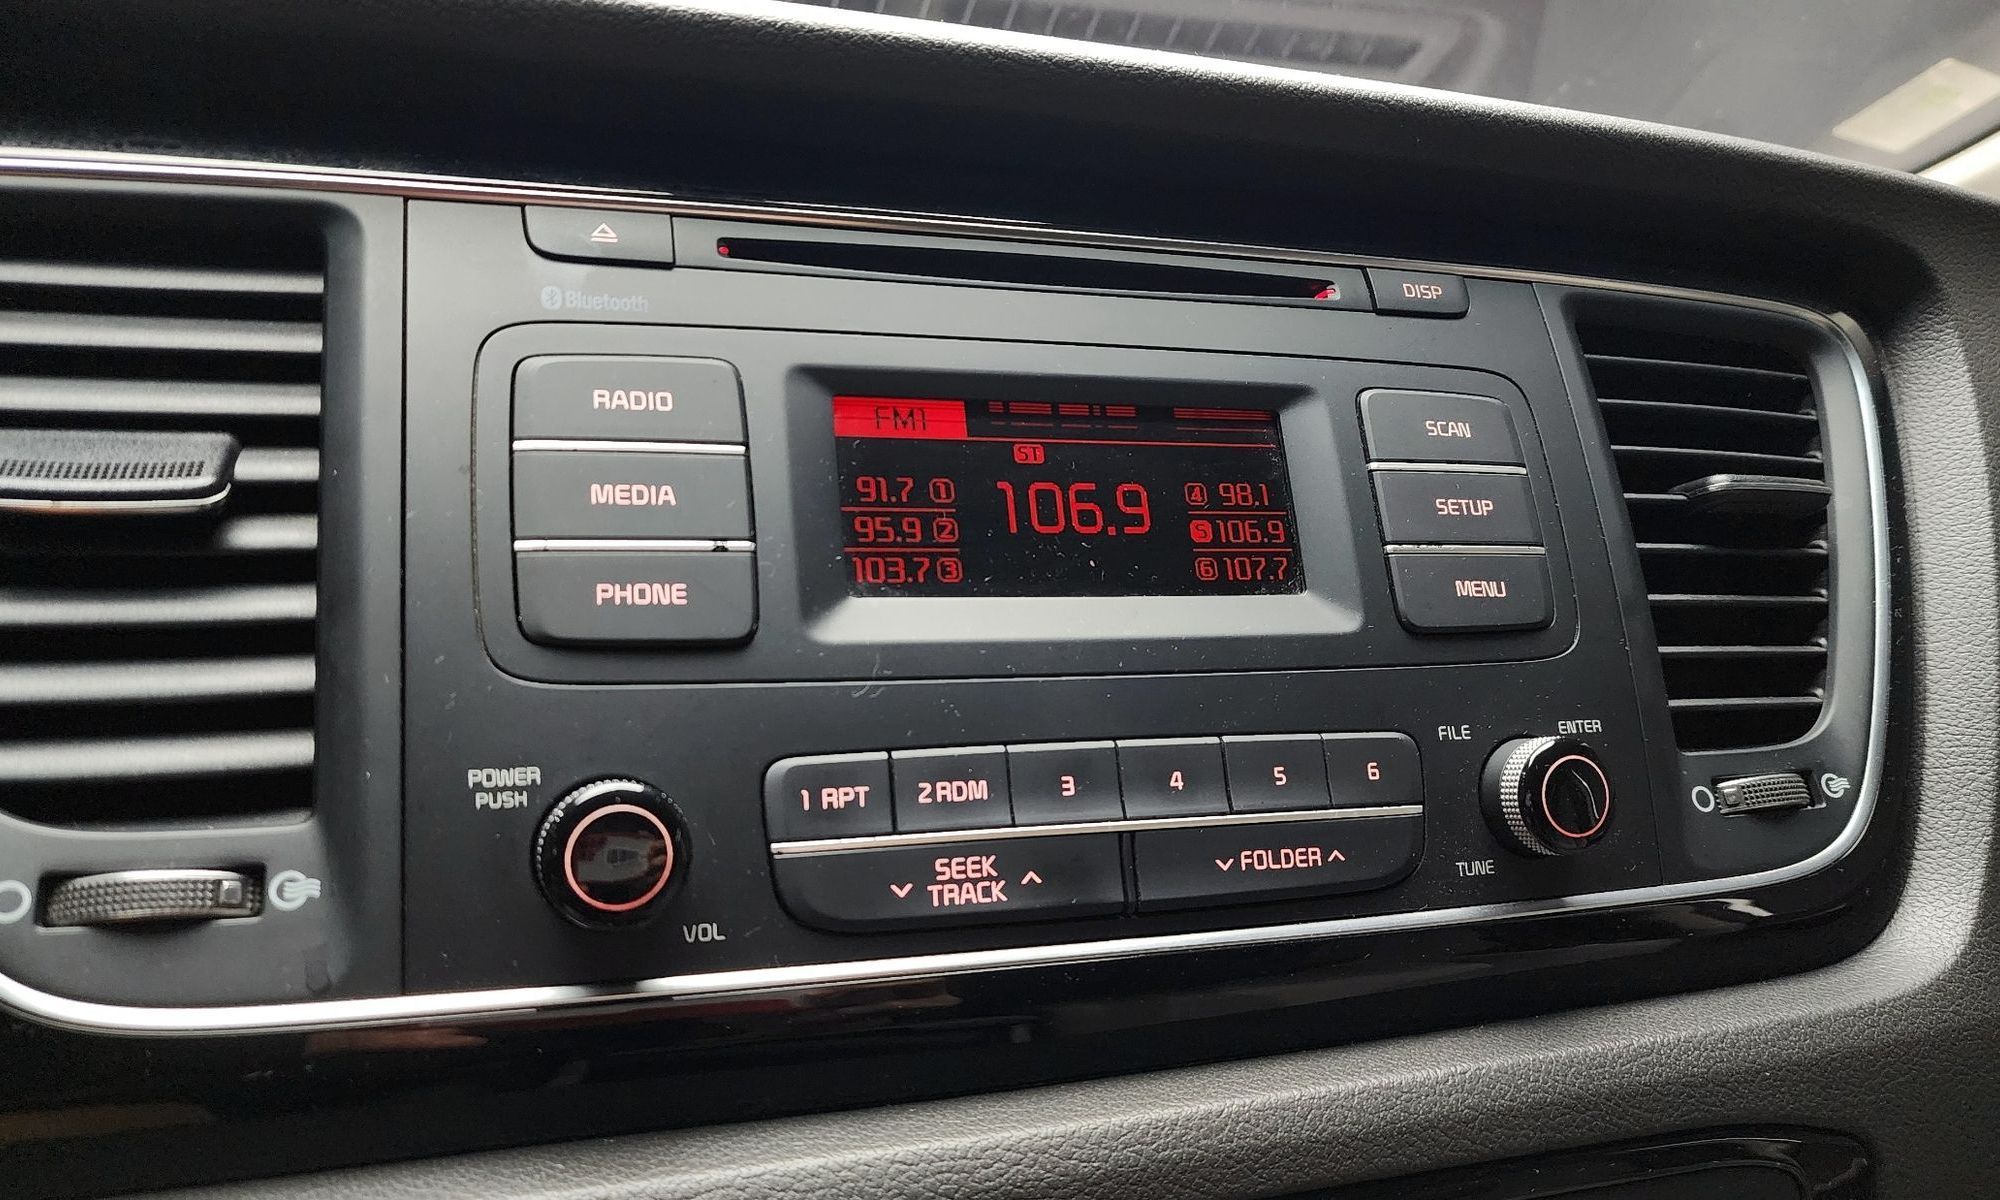 DISP
Bluetooth
RADIO
MEDIA
PHONE
FM1
ST
91.7 1
95.9 2
103.7 3
106.9
4 98.1
5 106.9
6 107.7
SCAN
SETUP
MENU
POWER
PUSH
VOL
1 RPT
2 RDM
3
4
5
6
SEEK
TRACK
FOLDER
FILE
ENTER
TUNE